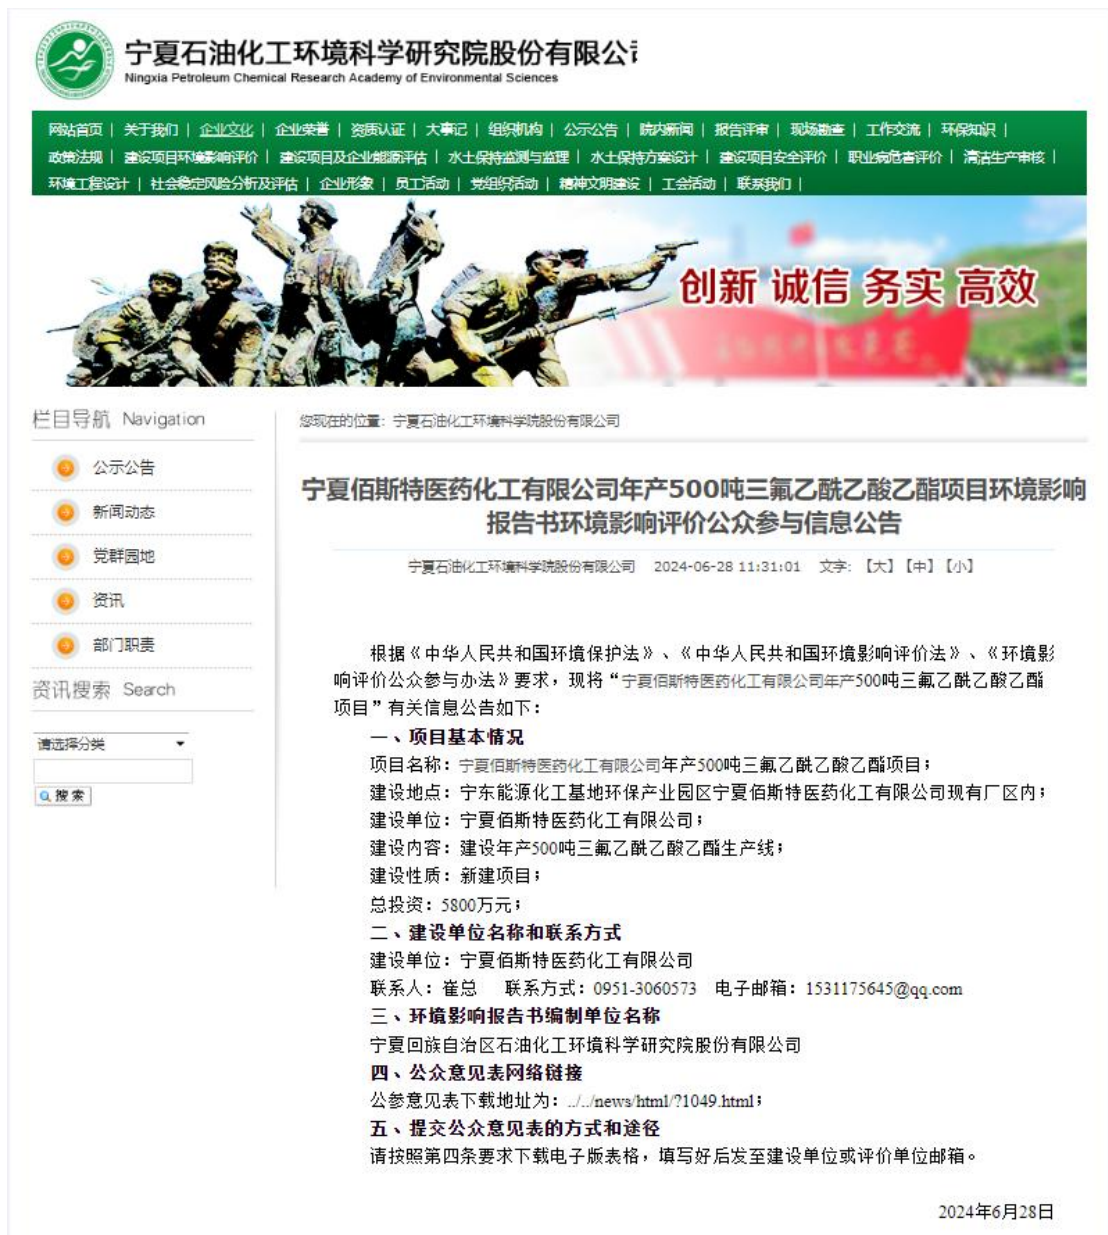 宁夏石油化工环境科学研究院股份有限公司
Ningxia Petroleum Chemical Research Academy of Environmental Sciences
网站首页 | 关于我们 | 企业文化 | 企业荣誉 | 资质认证 | 大事记 | 组织机构 | 公示公告 | 院内新闻 | 报告评审 | 现场勘查 | 工作交流 | 环保知识 |
政策法规 | 建设项目环境影响评价 | 建设项目及企业能源评估 | 水土保持监测与监理 | 水土保持方案设计 | 建设项目安全评价 | 职业病危害评价 | 清洁生产审核 |
环境工程设计 | 社会稳定风险分析及评估 | 企业形象 | 员工活动 | 党组织活动 | 精神文明建设 | 工会活动 | 联系我们 |
创新 诚信 务实 高效
栏目导航 Navigation
公示公告
新闻动态
党群园地
资讯
部门职责
资讯搜索 Search
请选择分类
搜索
您现在的位置：宁夏石油化工环境科学院股份有限公司
宁夏佰斯特医药化工有限公司年产500吨三氟乙酰乙酸乙酯项目环境影响
报告书环境影响评价公众参与信息公告
宁夏石油化工环境科学院股份有限公司 2024-06-28 11:31:01 文字：【大】【中】【小】
根据《中华人民共和国环境保护法》、《中华人民共和国环境影响评价法》、《环境影
响评价公众参与办法》要求，现将“宁夏佰斯特医药化工有限公司年产500吨三氟乙酰乙酸乙酯
项目”有关信息公告如下：
一、项目基本情况
项目名称：宁夏佰斯特医药化工有限公司年产500吨三氟乙酰乙酸乙酯项目；
建设地点：宁东能源化工基地环保产业园区宁夏佰斯特医药化工有限公司现有厂区内；
建设单位：宁夏佰斯特医药化工有限公司；
建设内容：建设年产500吨三氟乙酰乙酸乙酯生产线；
建设性质：新建项目；
总投资：5800万元；
二、建设单位名称和联系方式
建设单位：宁夏佰斯特医药化工有限公司
联系人：崔总 联系方式：0951-3060573 电子邮箱：1531175645@qq.com
三、环境影响报告书编制单位名称
宁夏回族自治区石油化工环境科学研究院股份有限公司
四、公众意见表网络链接
公参意见表下载地址为：../../news/html/?1049.html；
五、提交公众意见表的方式和途径
请按照第四条要求下载电子版表格，填写好后发至建设单位或评价单位邮箱。
2024年6月28日